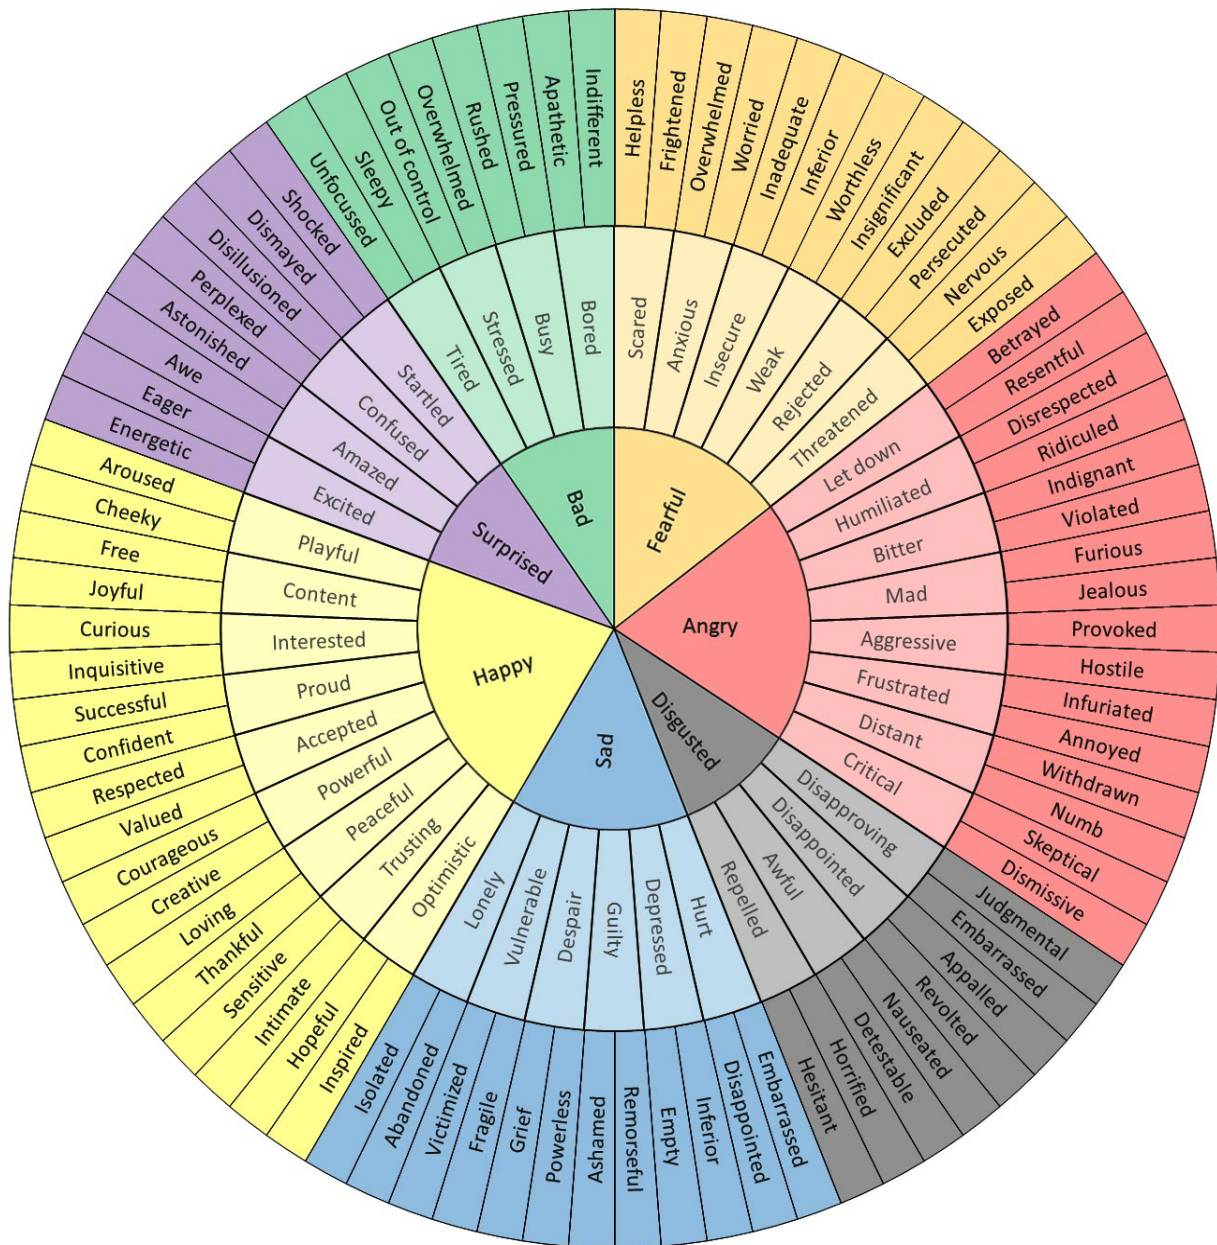 Fearful
Angry
Disgusted
Sad
Happy
Surprised
Bad
Scared
Anxious
Insecure
Weak
Rejected
Threatened
Let down
Humiliated
Bitter
Mad
Aggressive
Frustrated
Distant
Critical
Disapproving
Disappointed
Awful
Repelled
Hurt
Depressed
Guilty
Despair
Vulnerable
Lonely
Optimistic
Trusting
Peaceful
Powerful
Accepted
Proud
Interested
Content
Playful
Excited
Amazed
Confused
Startled
Tired
Stressed
Busy
Bored
Helpless
Frightened
Overwhelmed
Worried
Inadequate
Inferior
Worthless
Insignificant
Excluded
Persecuted
Nervous
Exposed
Betrayed
Resentful
Disrespected
Ridiculed
Indignant
Violated
Furious
Jealous
Provoked
Hostile
Infuriated
Annoyed
Withdrawn
Numb
Skeptical
Dismissive
Judgmental
Embarrassed
Appalled
Revolted
Nauseated
Detestable
Horrified
Hesitant
Embarrassed
Disappointed
Inferior
Empty
Remorseful
Ashamed
Powerless
Grief
Fragile
Victimized
Abandoned
Isolated
Inspired
Hopeful
Intimate
Sensitive
Thankful
Loving
Creative
Courageous
Valued
Respected
Confident
Successful
Inquisitive
Curious
Joyful
Free
Cheeky
Aroused
Energetic
Eager
Awe
Astonished
Perplexed
Disillusioned
Dismayed
Shocked
Unfocussed
Sleepy
Out of control
Overwhelmed
Rushed
Pressured
Apathetic
Indifferent